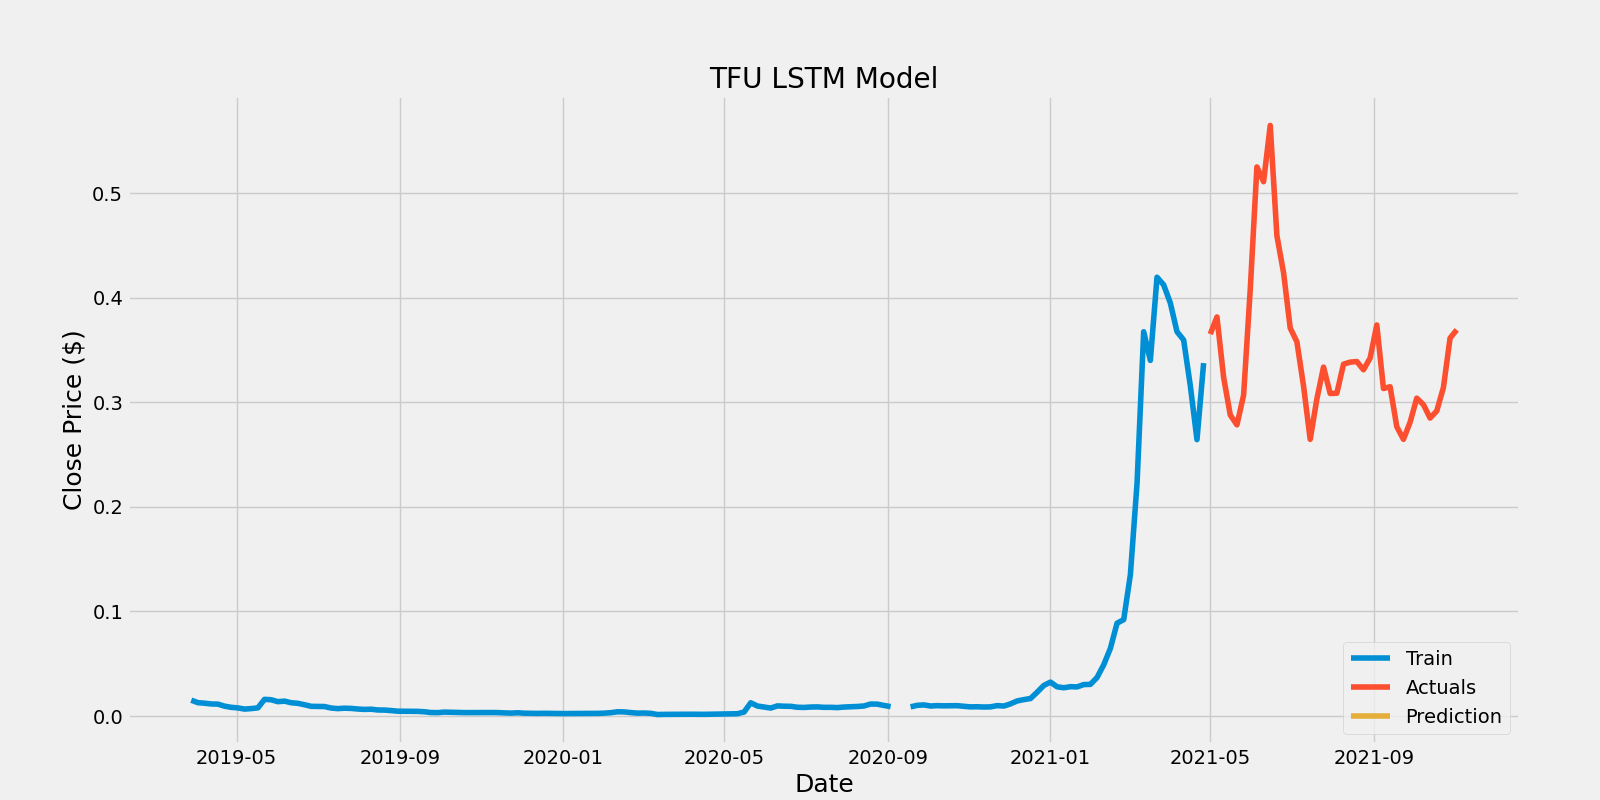 TFU LSTM Model
Close Price ($)
0.5
0.4
0.3
0.2
0.1
0.0
2019-05
2019-09
2020-01
2020-05
2020-09
2021-01
2021-05
2021-09
Date
Train
Actuals
Prediction